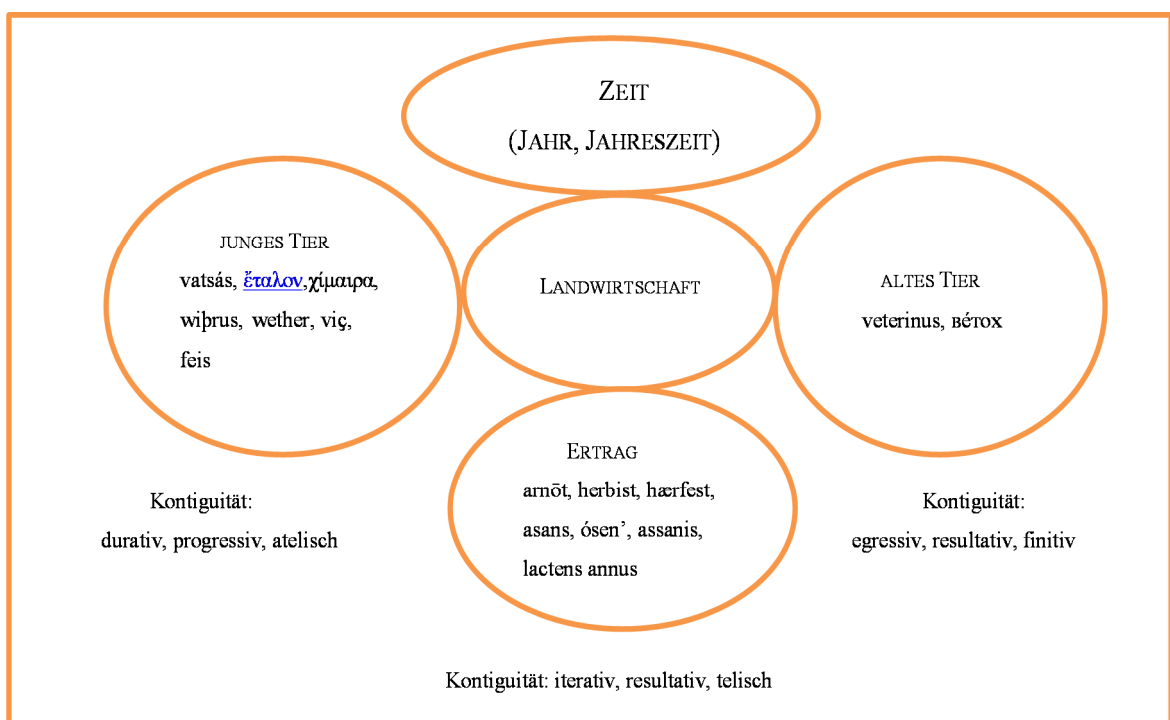 ZEIT
(JAHR, JAHRESZEIT)
JUNGES TIER
vatsás, ἔταλον,χίμαιρα,
wiþrus, wether, viç,
feis
LANDWIRTSCHAFT
ALTES TIER
veterinus, вéтох
ERTRAG
arnōt, herbist, hærfest,
asans, ósen’, assanis,
lactens annus
Kontiguität:
durativ, progressiv, atelisch
Kontiguität:
egressiv, resultativ, finitiv
Kontiguität: iterativ, resultativ, telisch